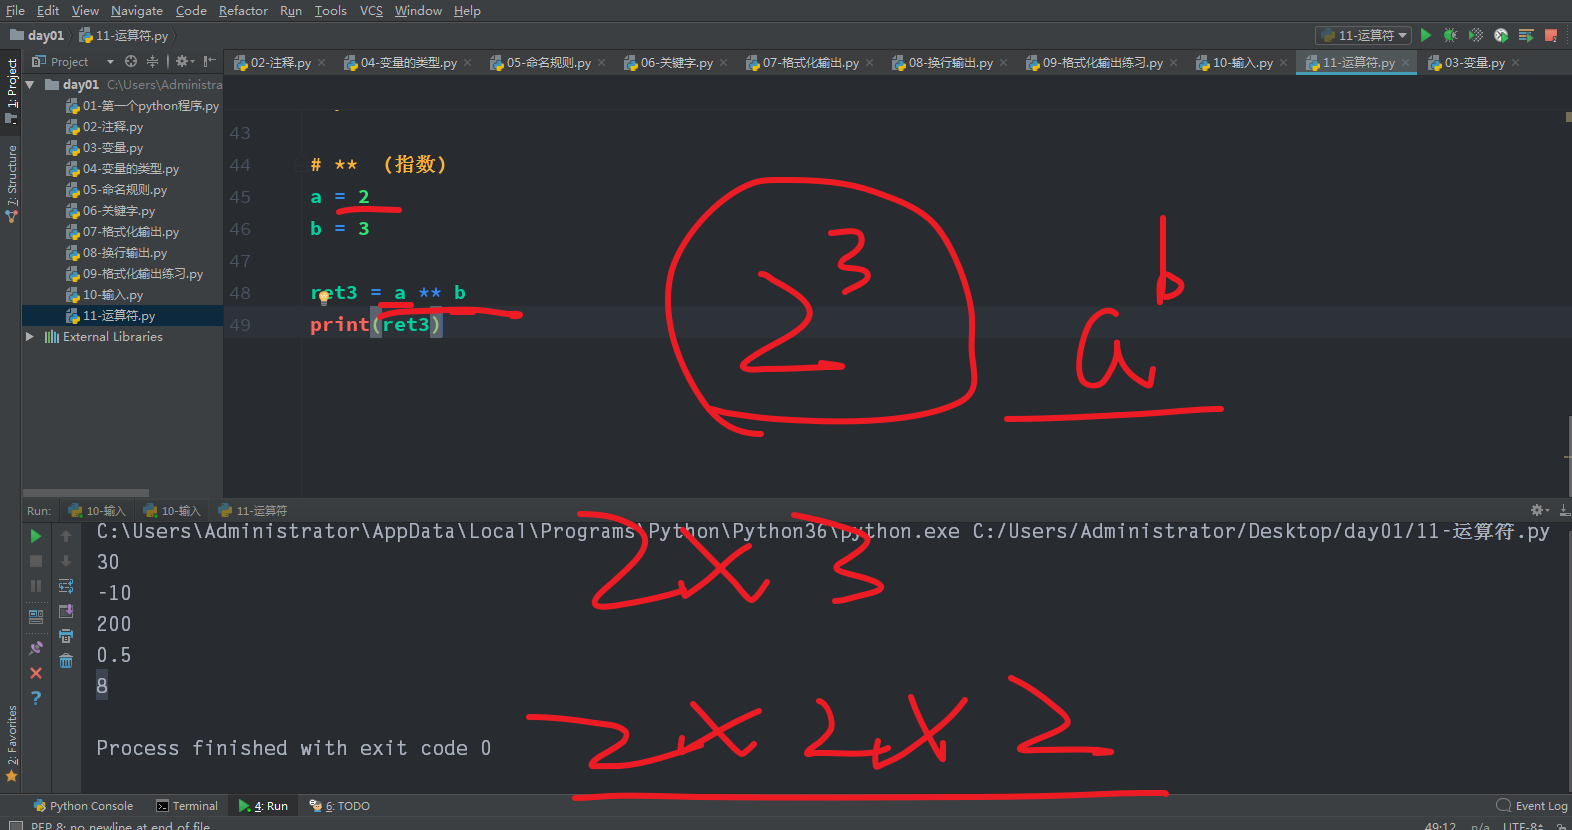 File Edit View Navigate Code Refactor Run Tools VCS Window Help
day01 11-运算符.py 11-运算符
Project 02-注释.py 04-变量的类型.py 05-命名规则.py 06-关键字.py 07-格式化输出.py 08-换行输出.py 09-格式化输出练习.py 10-输入.py 11-运算符.py 03-变量.py
1: Project
7: Structure
2: Favorites
day01 C:\Users\Administra
01-第一个python程序.py
02-注释.py
03-变量.py
04-变量的类型.py
05-命名规则.py
06-关键字.py
07-格式化输出.py
08-换行输出.py
09-格式化输出练习.py
10-输入.py
11-运算符.py
External Libraries
43
44 # ** （指数）
45 a = 2
46 b = 3
47
48 ret3 = a ** b
49 print(ret3)
2 3
a b
Run: 10-输入 10-输入 11-运算符
C:\Users\Administrator\AppData\Local\Programs\Python\Python36\python.exe C:/Users/Administrator/Desktop/day01/11-运算符.py
30
-10
200
0.5
8
2 x 3
2 x 2 x 2
Process finished with exit code 0
Python Console Terminal 4: Run 6: TODO Event Log
PEP 8: no newline at end of file 49:12 n/a UTF-8